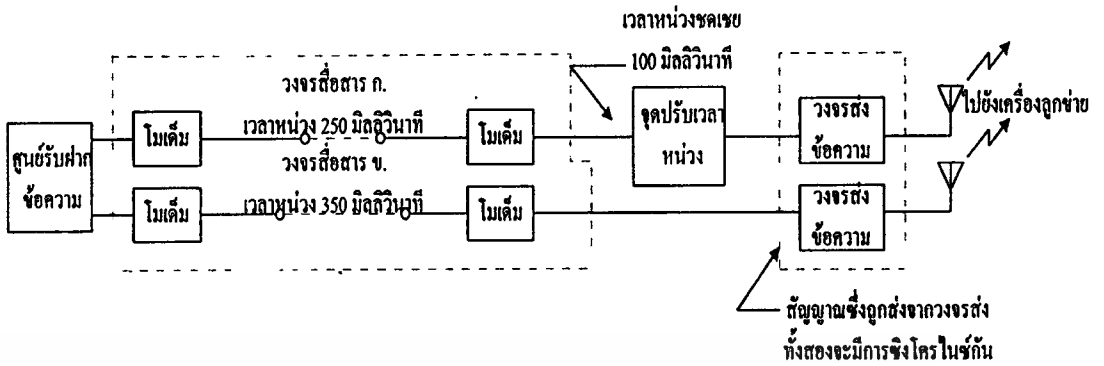 เวลาหน่วงชดเชย
100 มิลลิวินาที
วงจรสื่อสาร ก.
ไปยังเครื่องลูกข่าย
โมเด็ม
เวลาหน่วง 250 มิลลิวินาที
โมเด็ม
ชุดปรับเวลา
หน่วง
วงจรส่ง
ข้อความ
ศูนย์รับฝาก
ข้อความ
วงจรสื่อสาร ข.
โมเด็ม
เวลาหน่วง 350 มิลลิวินาที
โมเด็ม
วงจรส่ง
ข้อความ
สัญญาณซึ่งถูกส่งจากวงจรส่ง
ทั้งสองจะมีการซิงโครไนซ์กัน